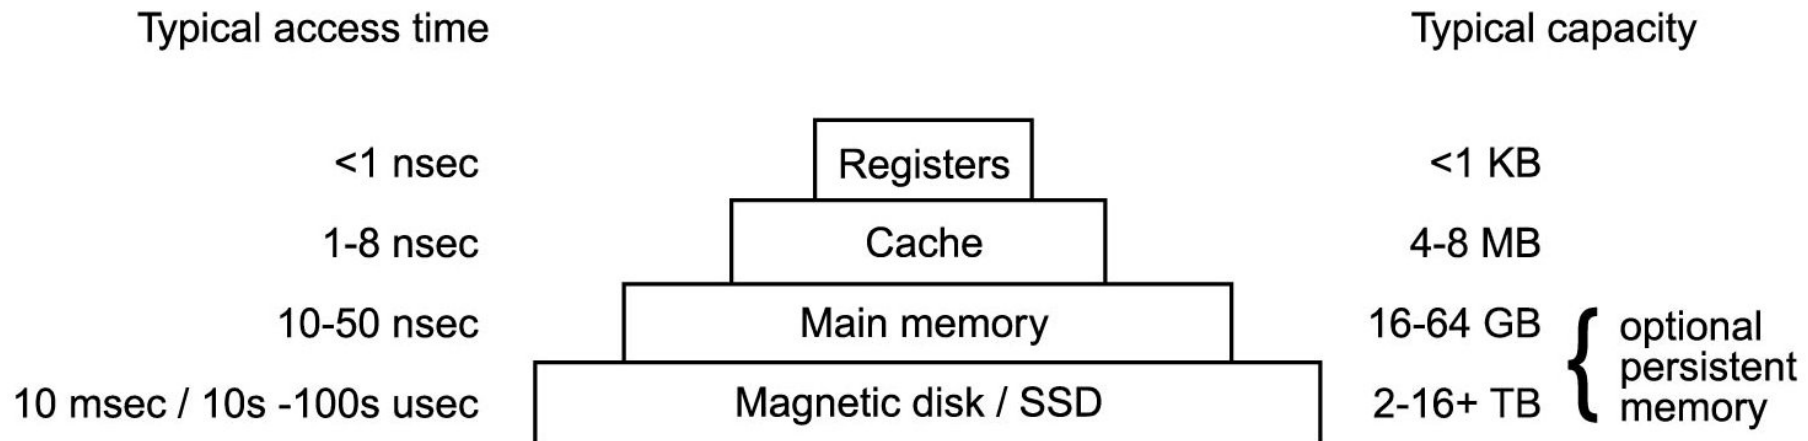 Typical access time
Typical capacity
<1 nsec
Registers
<1 KB
1-8 nsec
Cache
4-8 MB
10-50 nsec
Main memory
16-64 GB
10 msec / 10s -100s usec
Magnetic disk / SSD
2-16+ TB
optional
persistent
memory